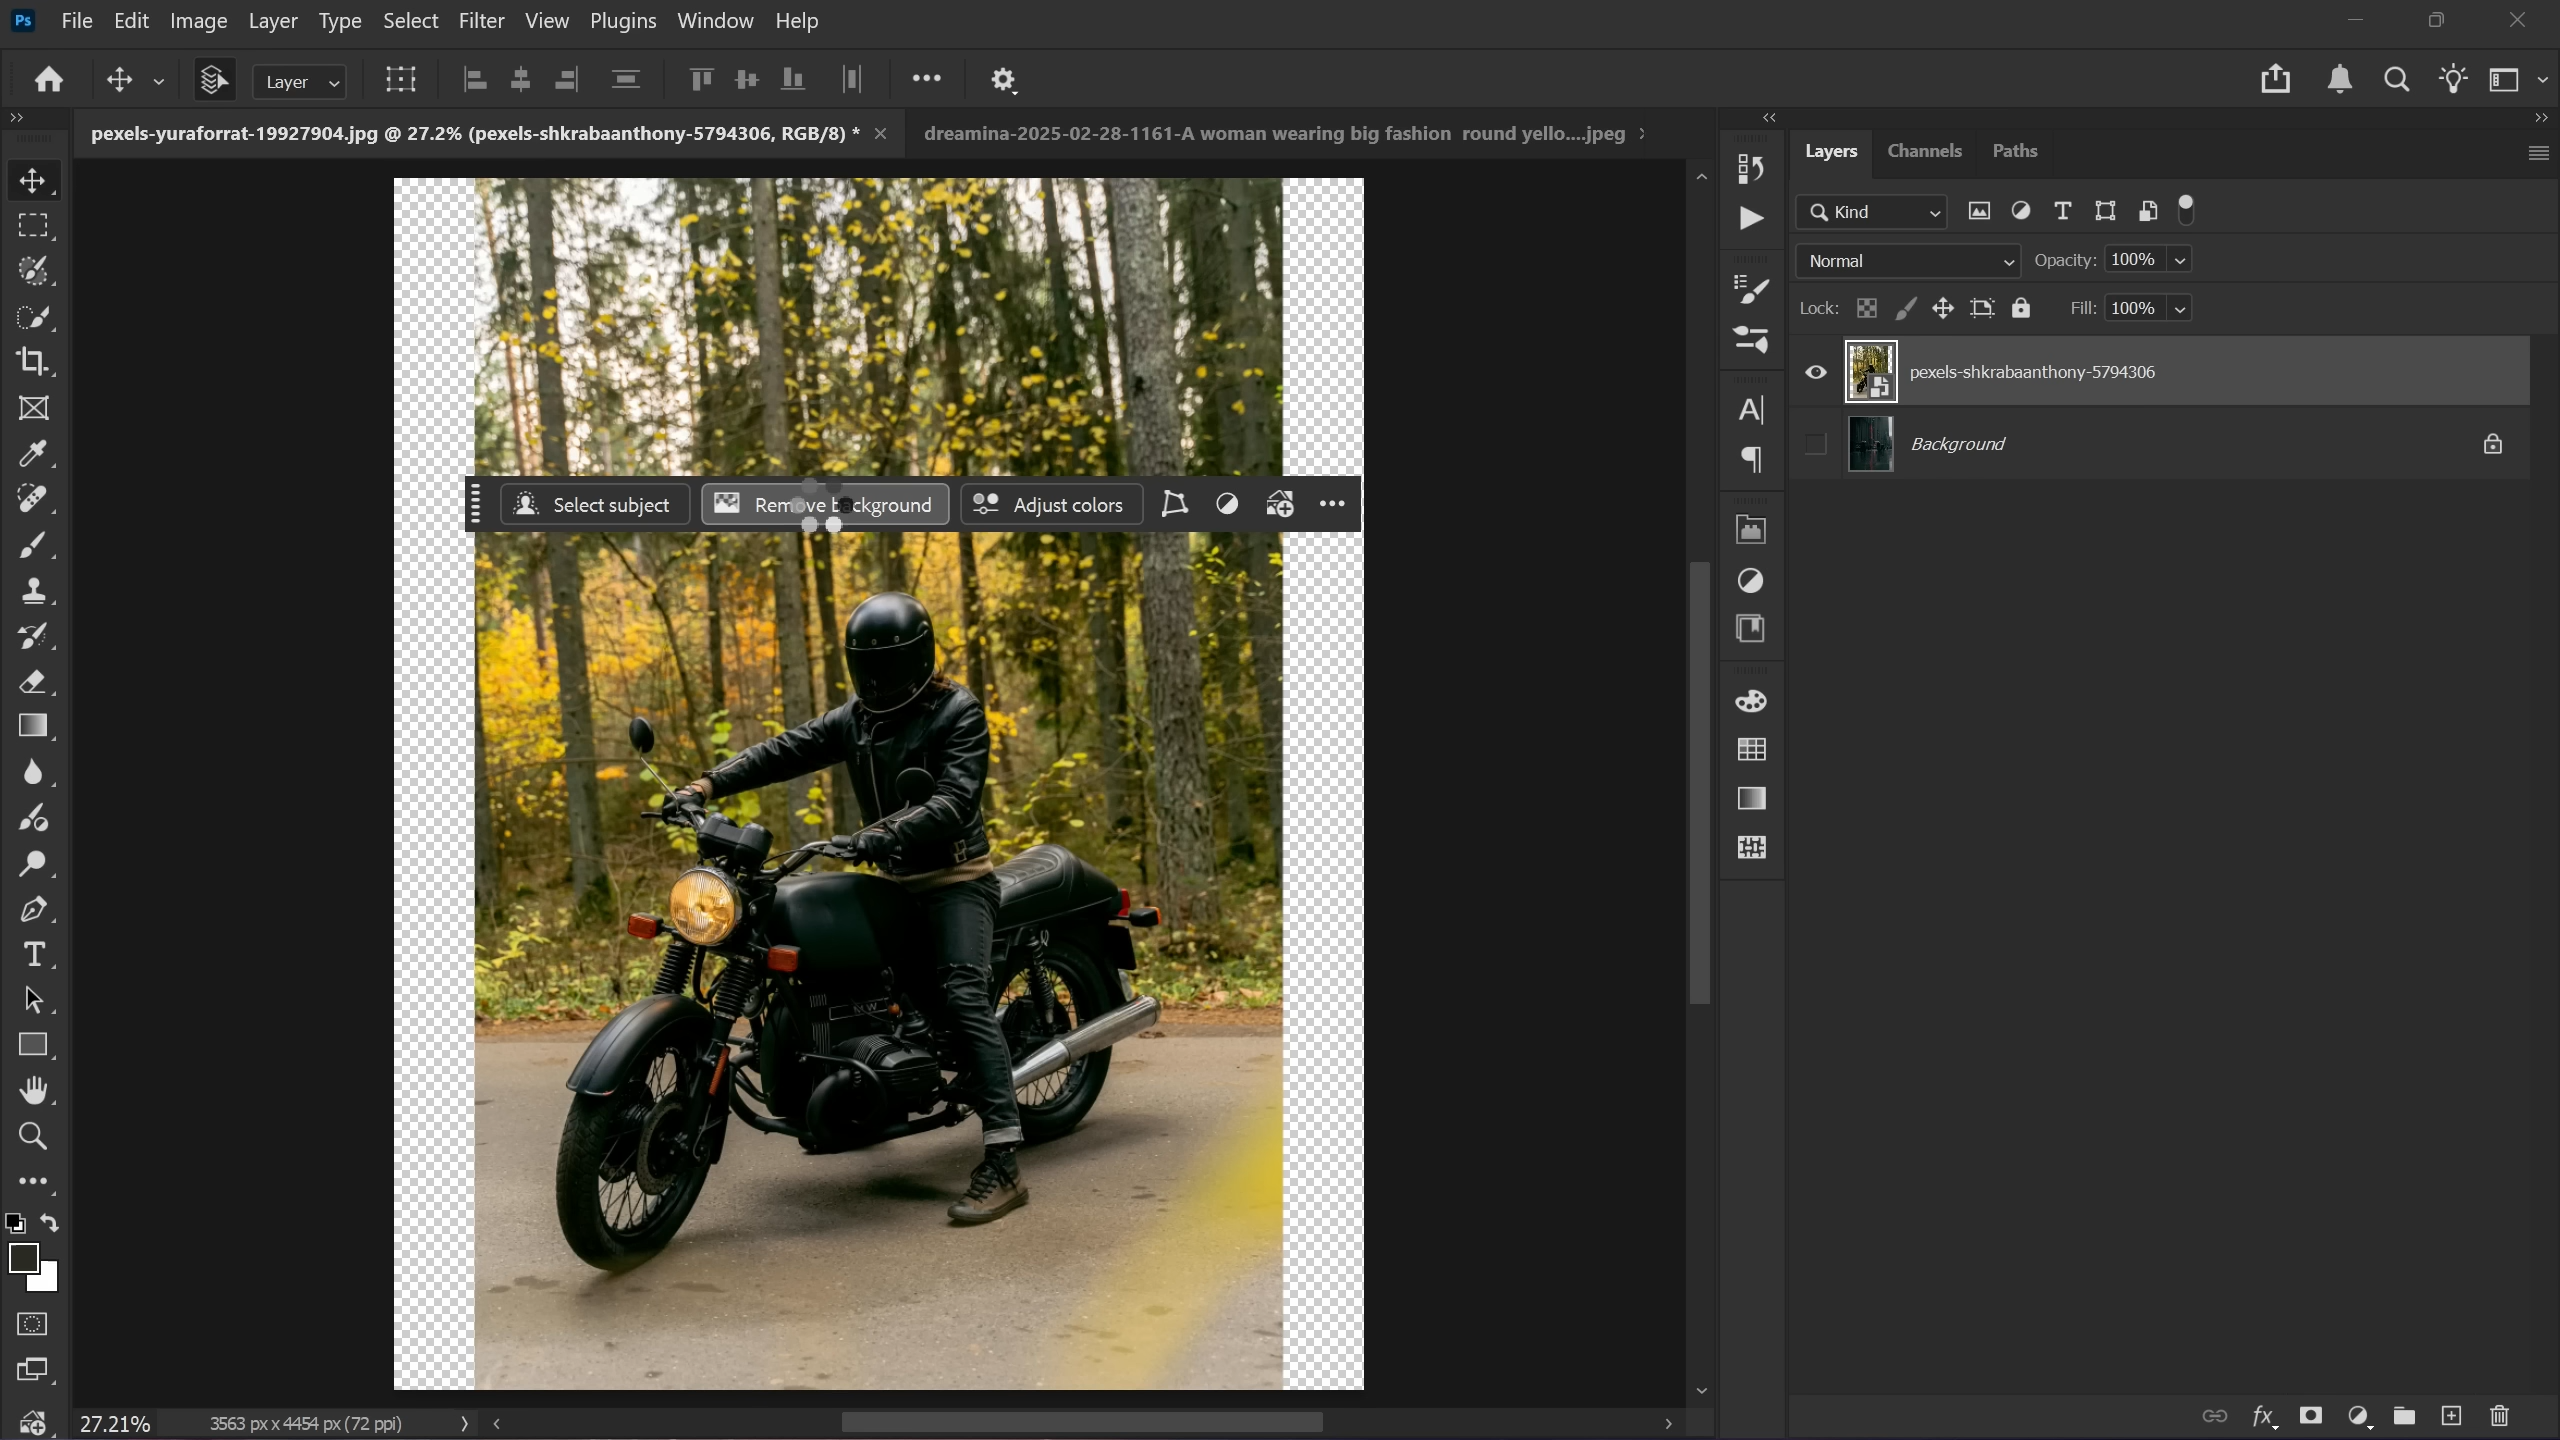 Ps File Edit Image Layer Type Select Filter View Plugins Window Help
Layer
pexels-yuraforrat-19927904.jpg @ 27.2% (pexels-shkrabaanthony-5794306, RGB/8) *
dreamina-2025-02-28-1161-A woman wearing big fashion round yello....jpeg
Layers Channels Paths
Kind
Normal Opacity: 100%
Lock: Fill: 100%
pexels-shkrabaanthony-5794306
Background
Select subject Remove background Adjust colors
27.21% 3563 px x 4454 px (72 ppi)